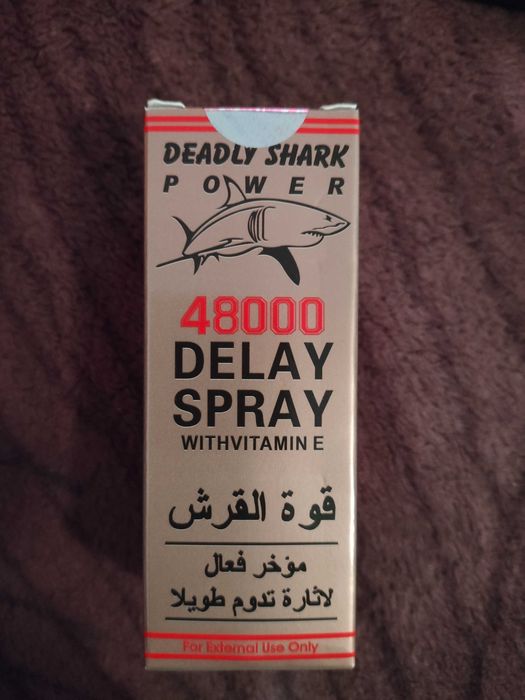 DEADLY SHARK
POWER
48000
DELAY
SPRAY
WITHVITAMIN E
قوة القرش
مؤخر فعال
لاثارة تدوم طويلا
For External Use Only